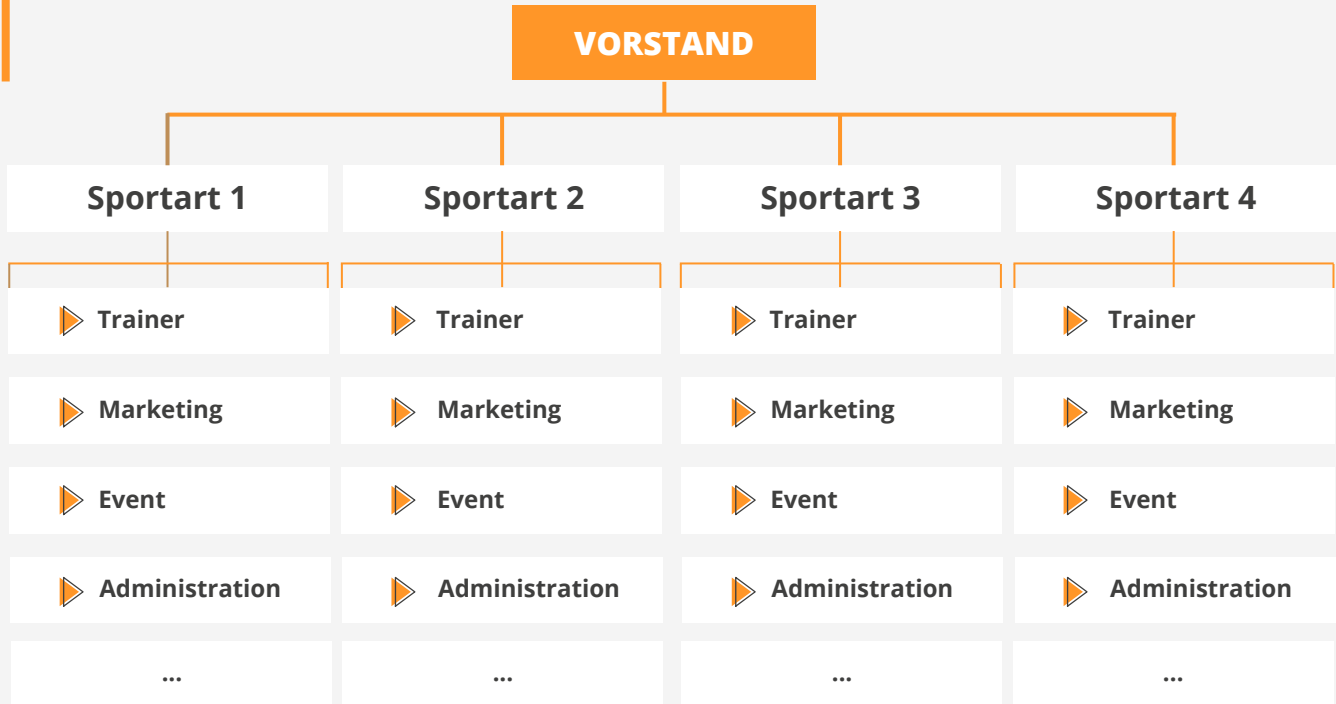 VORSTAND
Sportart 1
Sportart 2
Sportart 3
Sportart 4
Trainer
Trainer
Trainer
Trainer
Marketing
Marketing
Marketing
Marketing
Event
Event
Event
Event
Administration
Administration
Administration
Administration
...
...
...
...